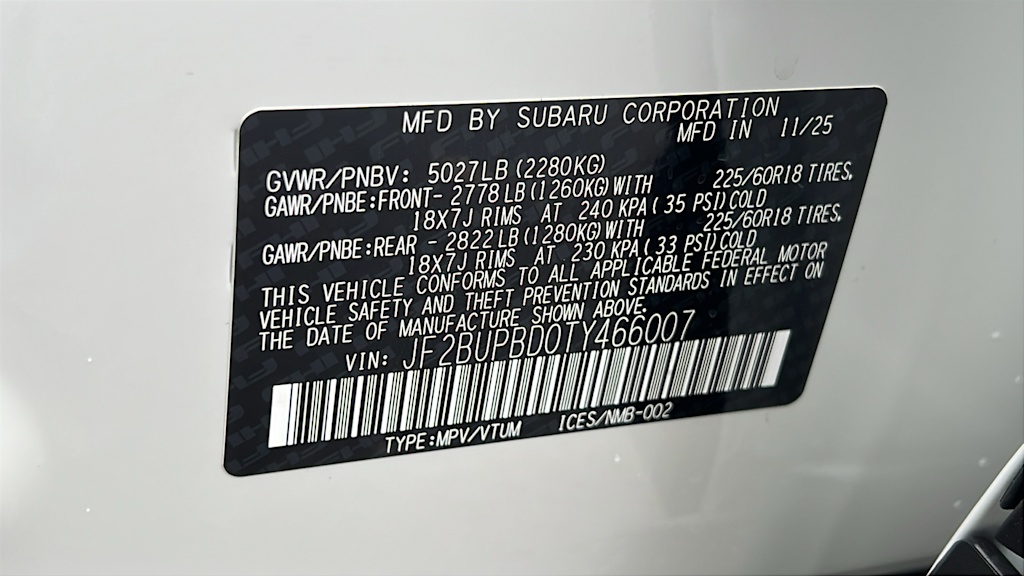 MFD BY SUBARU CORPORATION
MFD IN 11/25
GVWR/PNBV: 5027LB (2280KG)
GAWR/PNBE:FRONT- 2778LB (1260KG) WITH 225/60R18 TIRES,
18X7J RIMS AT 240 KPA ( 35 PSI) COLD
GAWR/PNBE:REAR - 2822LB (1280KG) WITH 225/60R18 TIRES,
18X7J RIMS AT 230 KPA ( 33 PSI) COLD
THIS VEHICLE CONFORMS TO ALL APPLICABLE FEDERAL MOTOR
VEHICLE SAFETY AND THEFT PREVENTION STANDARDS IN EFFECT ON
THE DATE OF MANUFACTURE SHOWN ABOVE.
VIN: JF2BUPBD0TY466007
TYPE:MPV/VTUM ICES/NMB-002